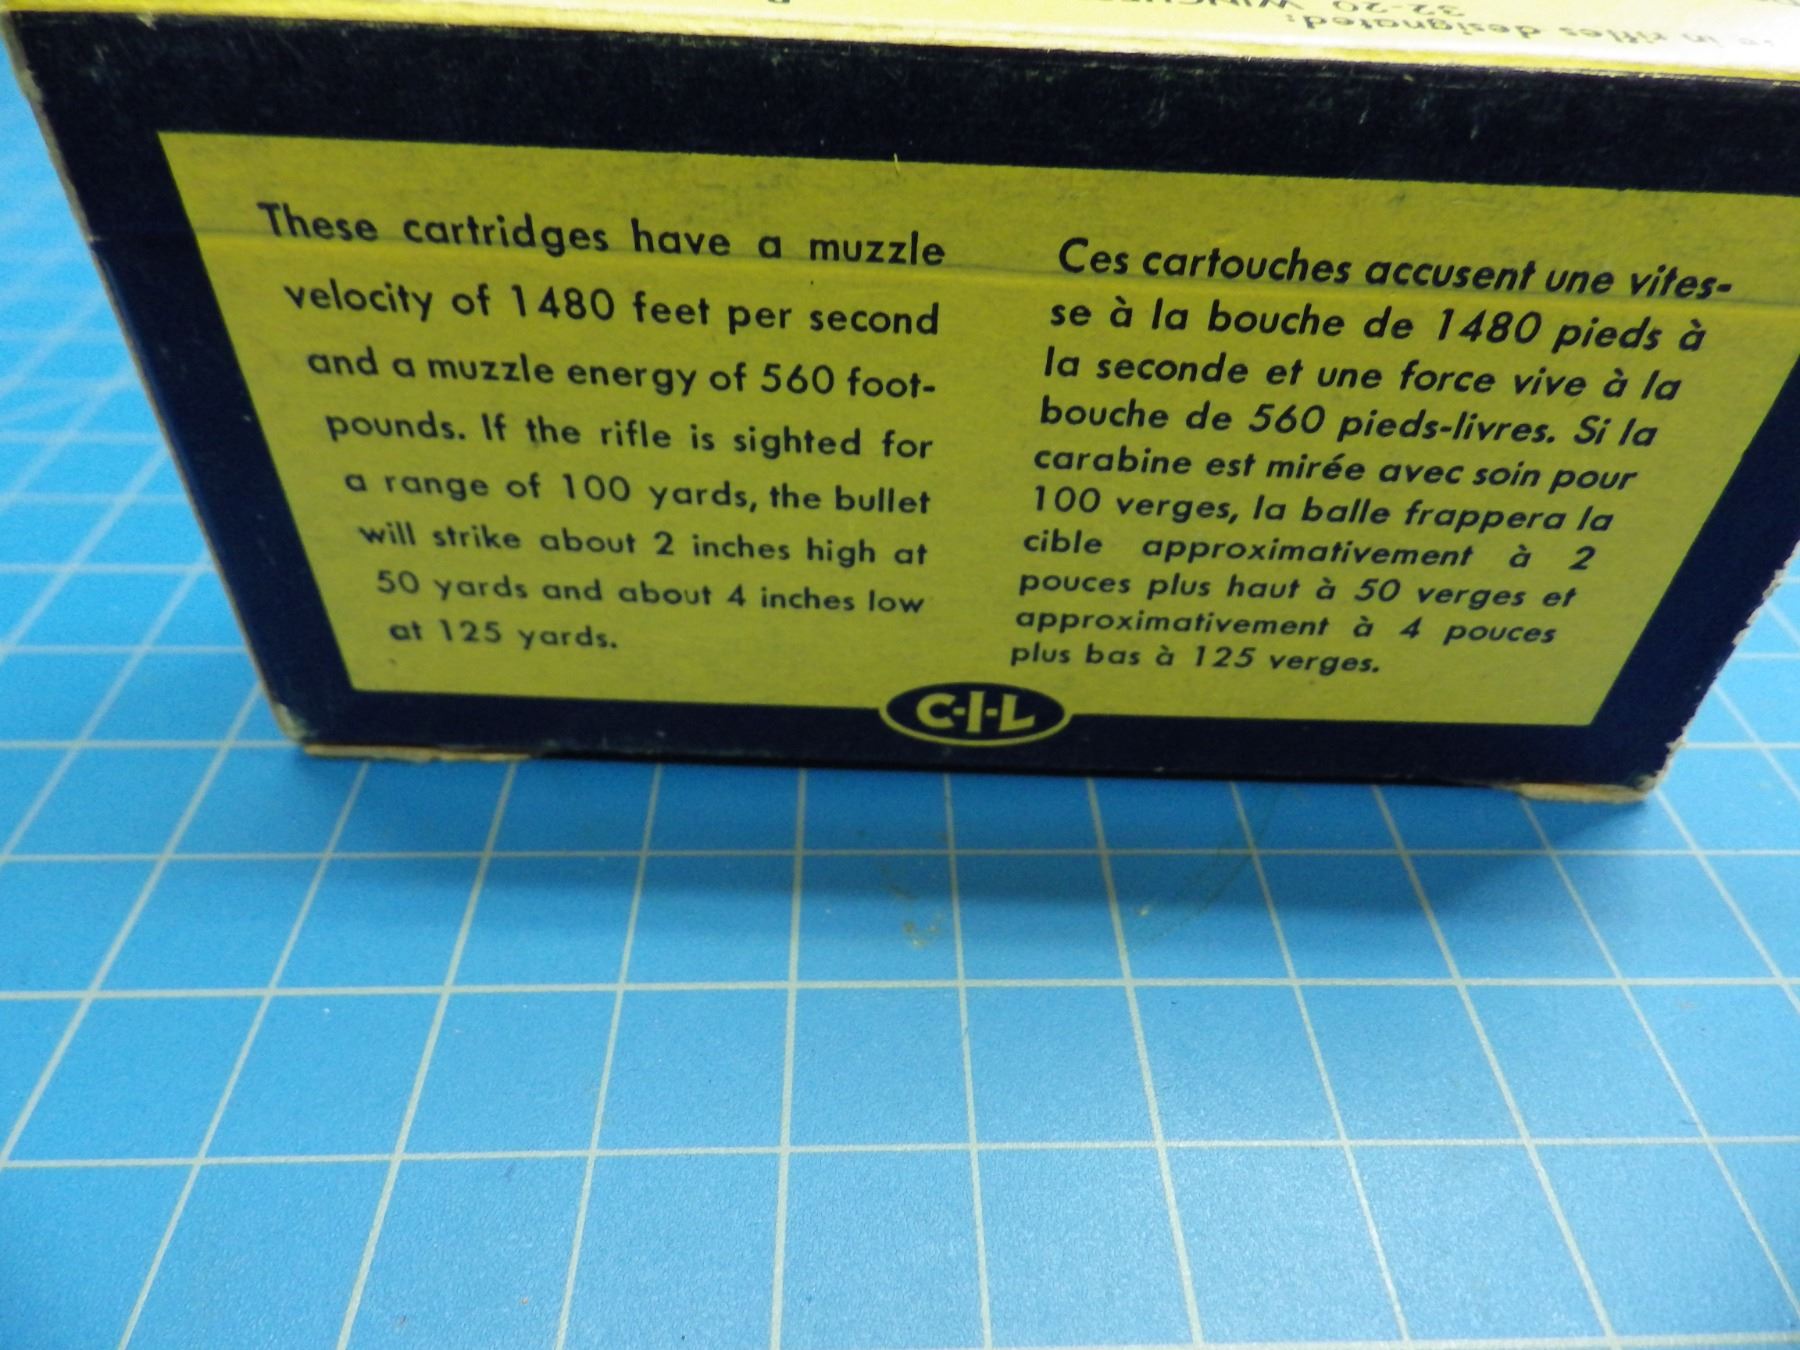 in rifles designated:
32-20
These cartridges have a muzzle
velocity of 1480 feet per second
and a muzzle energy of 560 foot-
pounds. If the rifle is sighted for
a range of 100 yards, the bullet
will strike about 2 inches high at
50 yards and about 4 inches low
at 125 yards.
Ces cartouches accusent une vites-
se à la bouche de 1480 pieds à
la seconde et une force vive à la
bouche de 560 pieds-livres. Si la
carabine est mirée avec soin pour
100 verges, la balle frappera la
cible approximativement à 2
pouces plus haut à 50 verges et
approximativement à 4 pouces
plus bas à 125 verges.
C-I-L